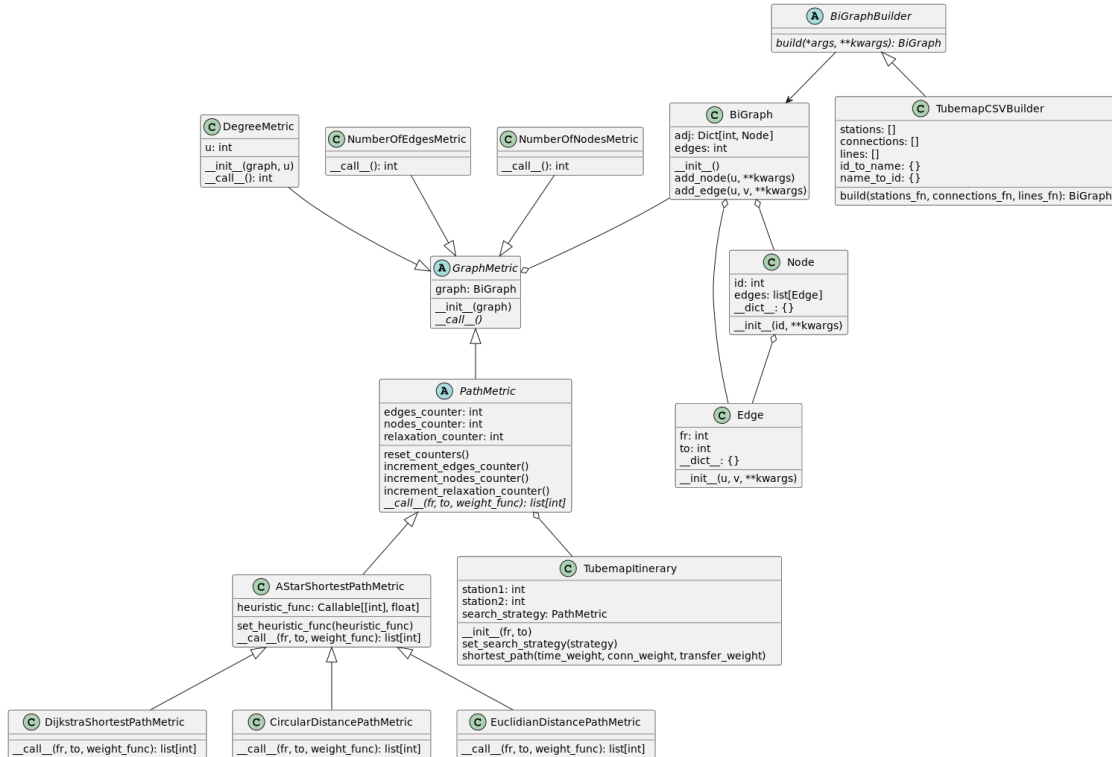 A BiGraphBuilder
build(*args, **kwargs): BiGraph
C DegreeMetric
u: int
__init__(graph, u)
__call__(): int
C NumberOfEdgesMetric
__call__(): int
C NumberOfNodesMetric
__call__(): int
C BiGraph
adj: Dict[int, Node]
edges: int
__init__()
add_node(u, **kwargs)
add_edge(u, v, **kwargs)
C TubemapCSVBuilder
stations: []
connections: []
lines: []
id_to_name: {}
name_to_id: {}
build(stations_fn, connections_fn, lines_fn): BiGraph
A GraphMetric
graph: BiGraph
__init__(graph)
__call__()
C Node
id: int
edges: list[Edge]
__dict__: {}
__init__(id, **kwargs)
A PathMetric
edges_counter: int
nodes_counter: int
relaxation_counter: int
reset_counters()
increment_edges_counter()
increment_nodes_counter()
increment_relaxation_counter()
__call__(fr, to, weight_func): list[int]
C Edge
fr: int
to: int
__dict__: {}
__init__(u, v, **kwargs)
C AStarShortestPathMetric
heuristic_func: Callable[[int], float]
set_heuristic_func(heuristic_func)
__call__(fr, to, weight_func): list[int]
C TubemapItinerary
station1: int
station2: int
search_strategy: PathMetric
__init__(fr, to)
set_search_strategy(strategy)
shortest_path(time_weight, conn_weight, transfer_weight)
C DijkstraShortestPathMetric
__call__(fr, to, weight_func): list[int]
C CircularDistancePathMetric
__call__(fr, to, weight_func): list[int]
C EuclidianDistancePathMetric
__call__(fr, to, weight_func): list[int]